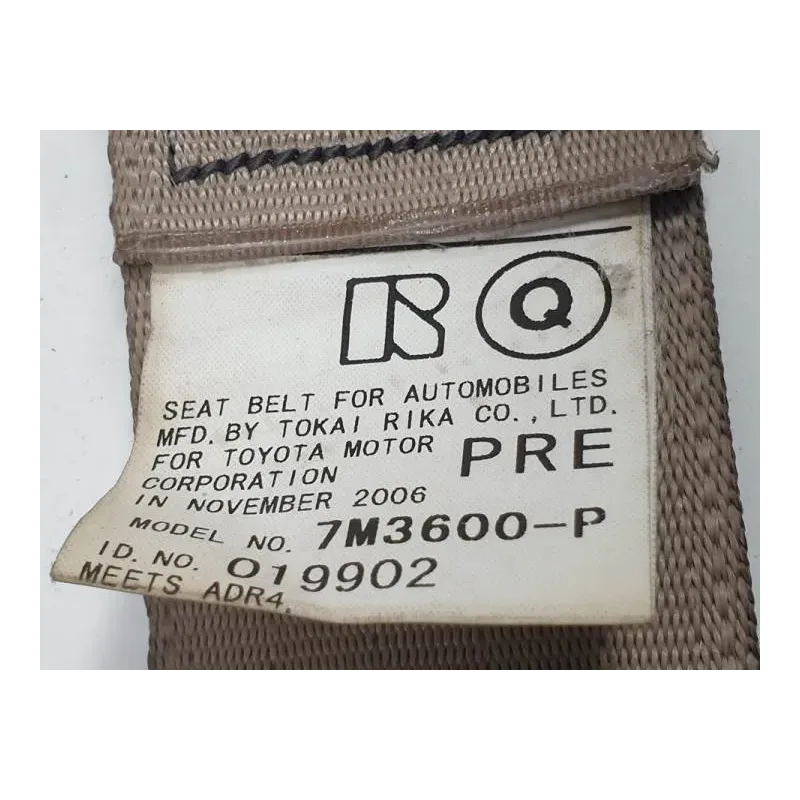 R Q
SEAT BELT FOR AUTOMOBILES
MFD. BY TOKAI RIKA CO., LTD.
FOR TOYOTA MOTOR PRE
CORPORATION
IN NOVEMBER 2006
MODEL NO. 7M3600-P
ID. NO. 019902
MEETS ADR4.